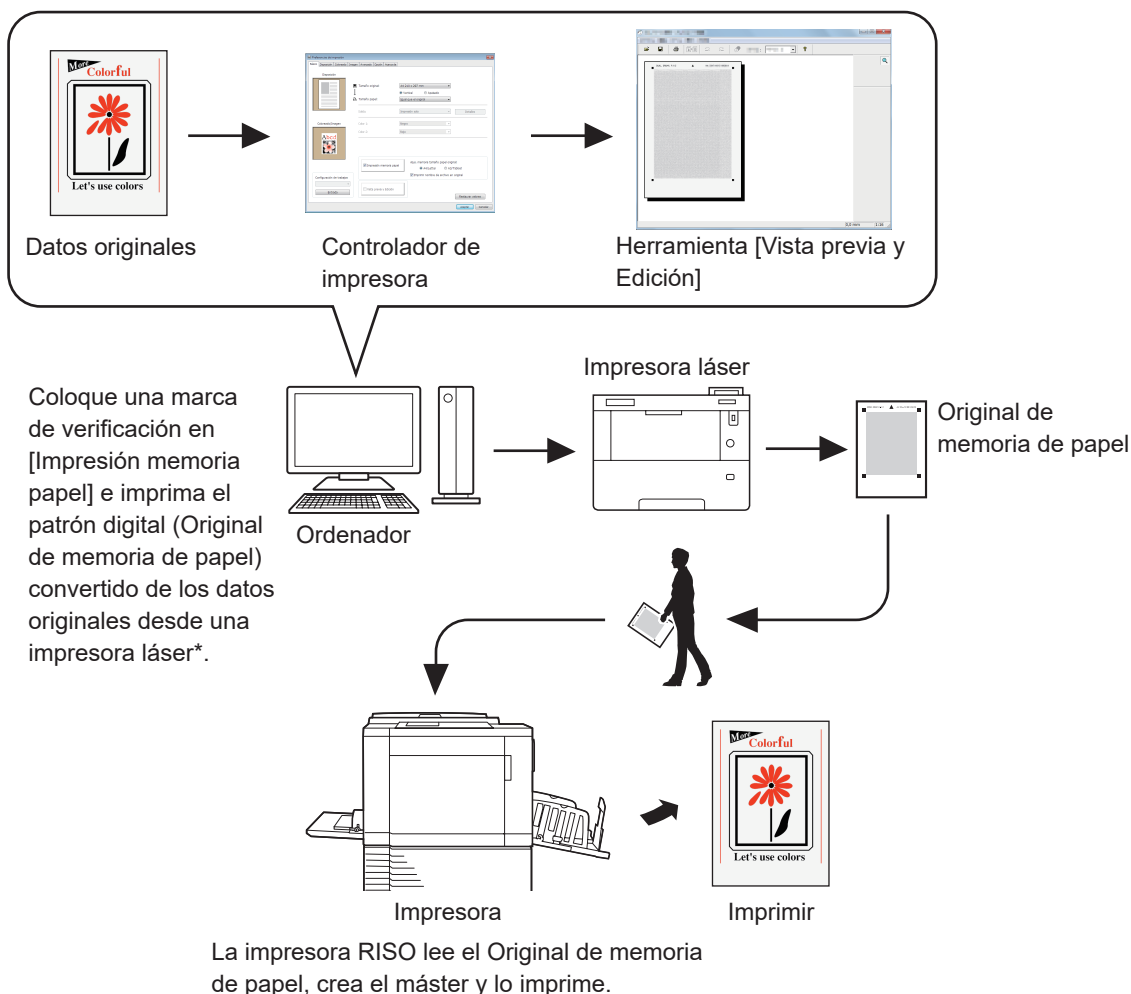 More
Colorful
Let's use colors
Datos originales
Controlador de
impresora
Herramienta [Vista previa y
Edición]
Coloque una marca
de verificación en
[Impresión memoria
papel] e imprima el
patrón digital (Original
de memoria de papel)
convertido de los datos
originales desde una
impresora láser*.
Ordenador
Impresora láser
Original de
memoria de papel
Impresora
More
Colorful
Let's use colors
Imprimir
La impresora RISO lee el Original de memoria
de papel, crea el máster y lo imprime.